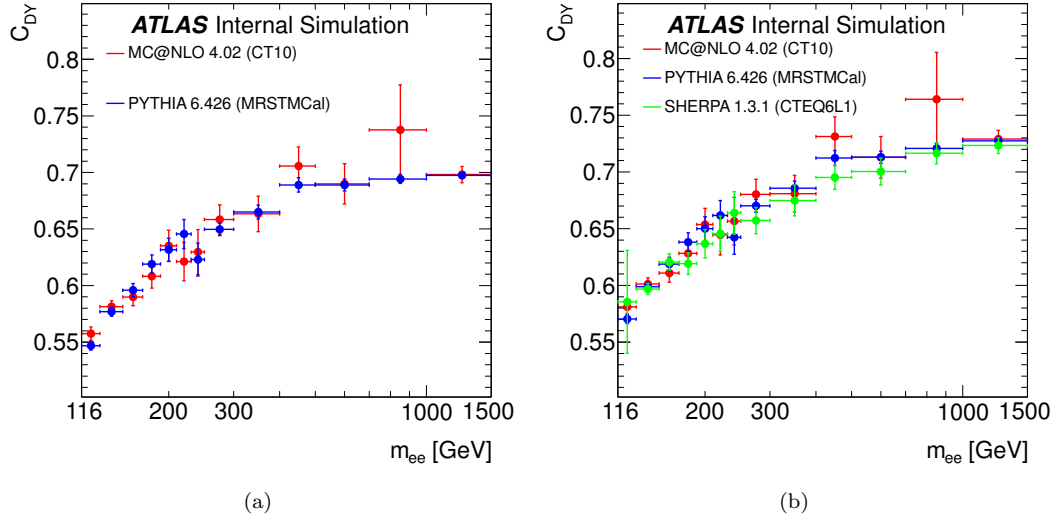 C_DY
ATLAS Internal Simulation
MC@NLO 4.02 (CT10)
PYTHIA 6.426 (MRSTMCal)
0.8
0.75
0.7
0.65
0.6
0.55
116 200 300 1000 1500
m_ee [GeV]
(a)
C_DY
ATLAS Internal Simulation
MC@NLO 4.02 (CT10)
PYTHIA 6.426 (MRSTMCal)
SHERPA 1.3.1 (CTEQ6L1)
0.8
0.75
0.7
0.65
0.6
0.55
116 200 300 1000 1500
m_ee [GeV]
(b)